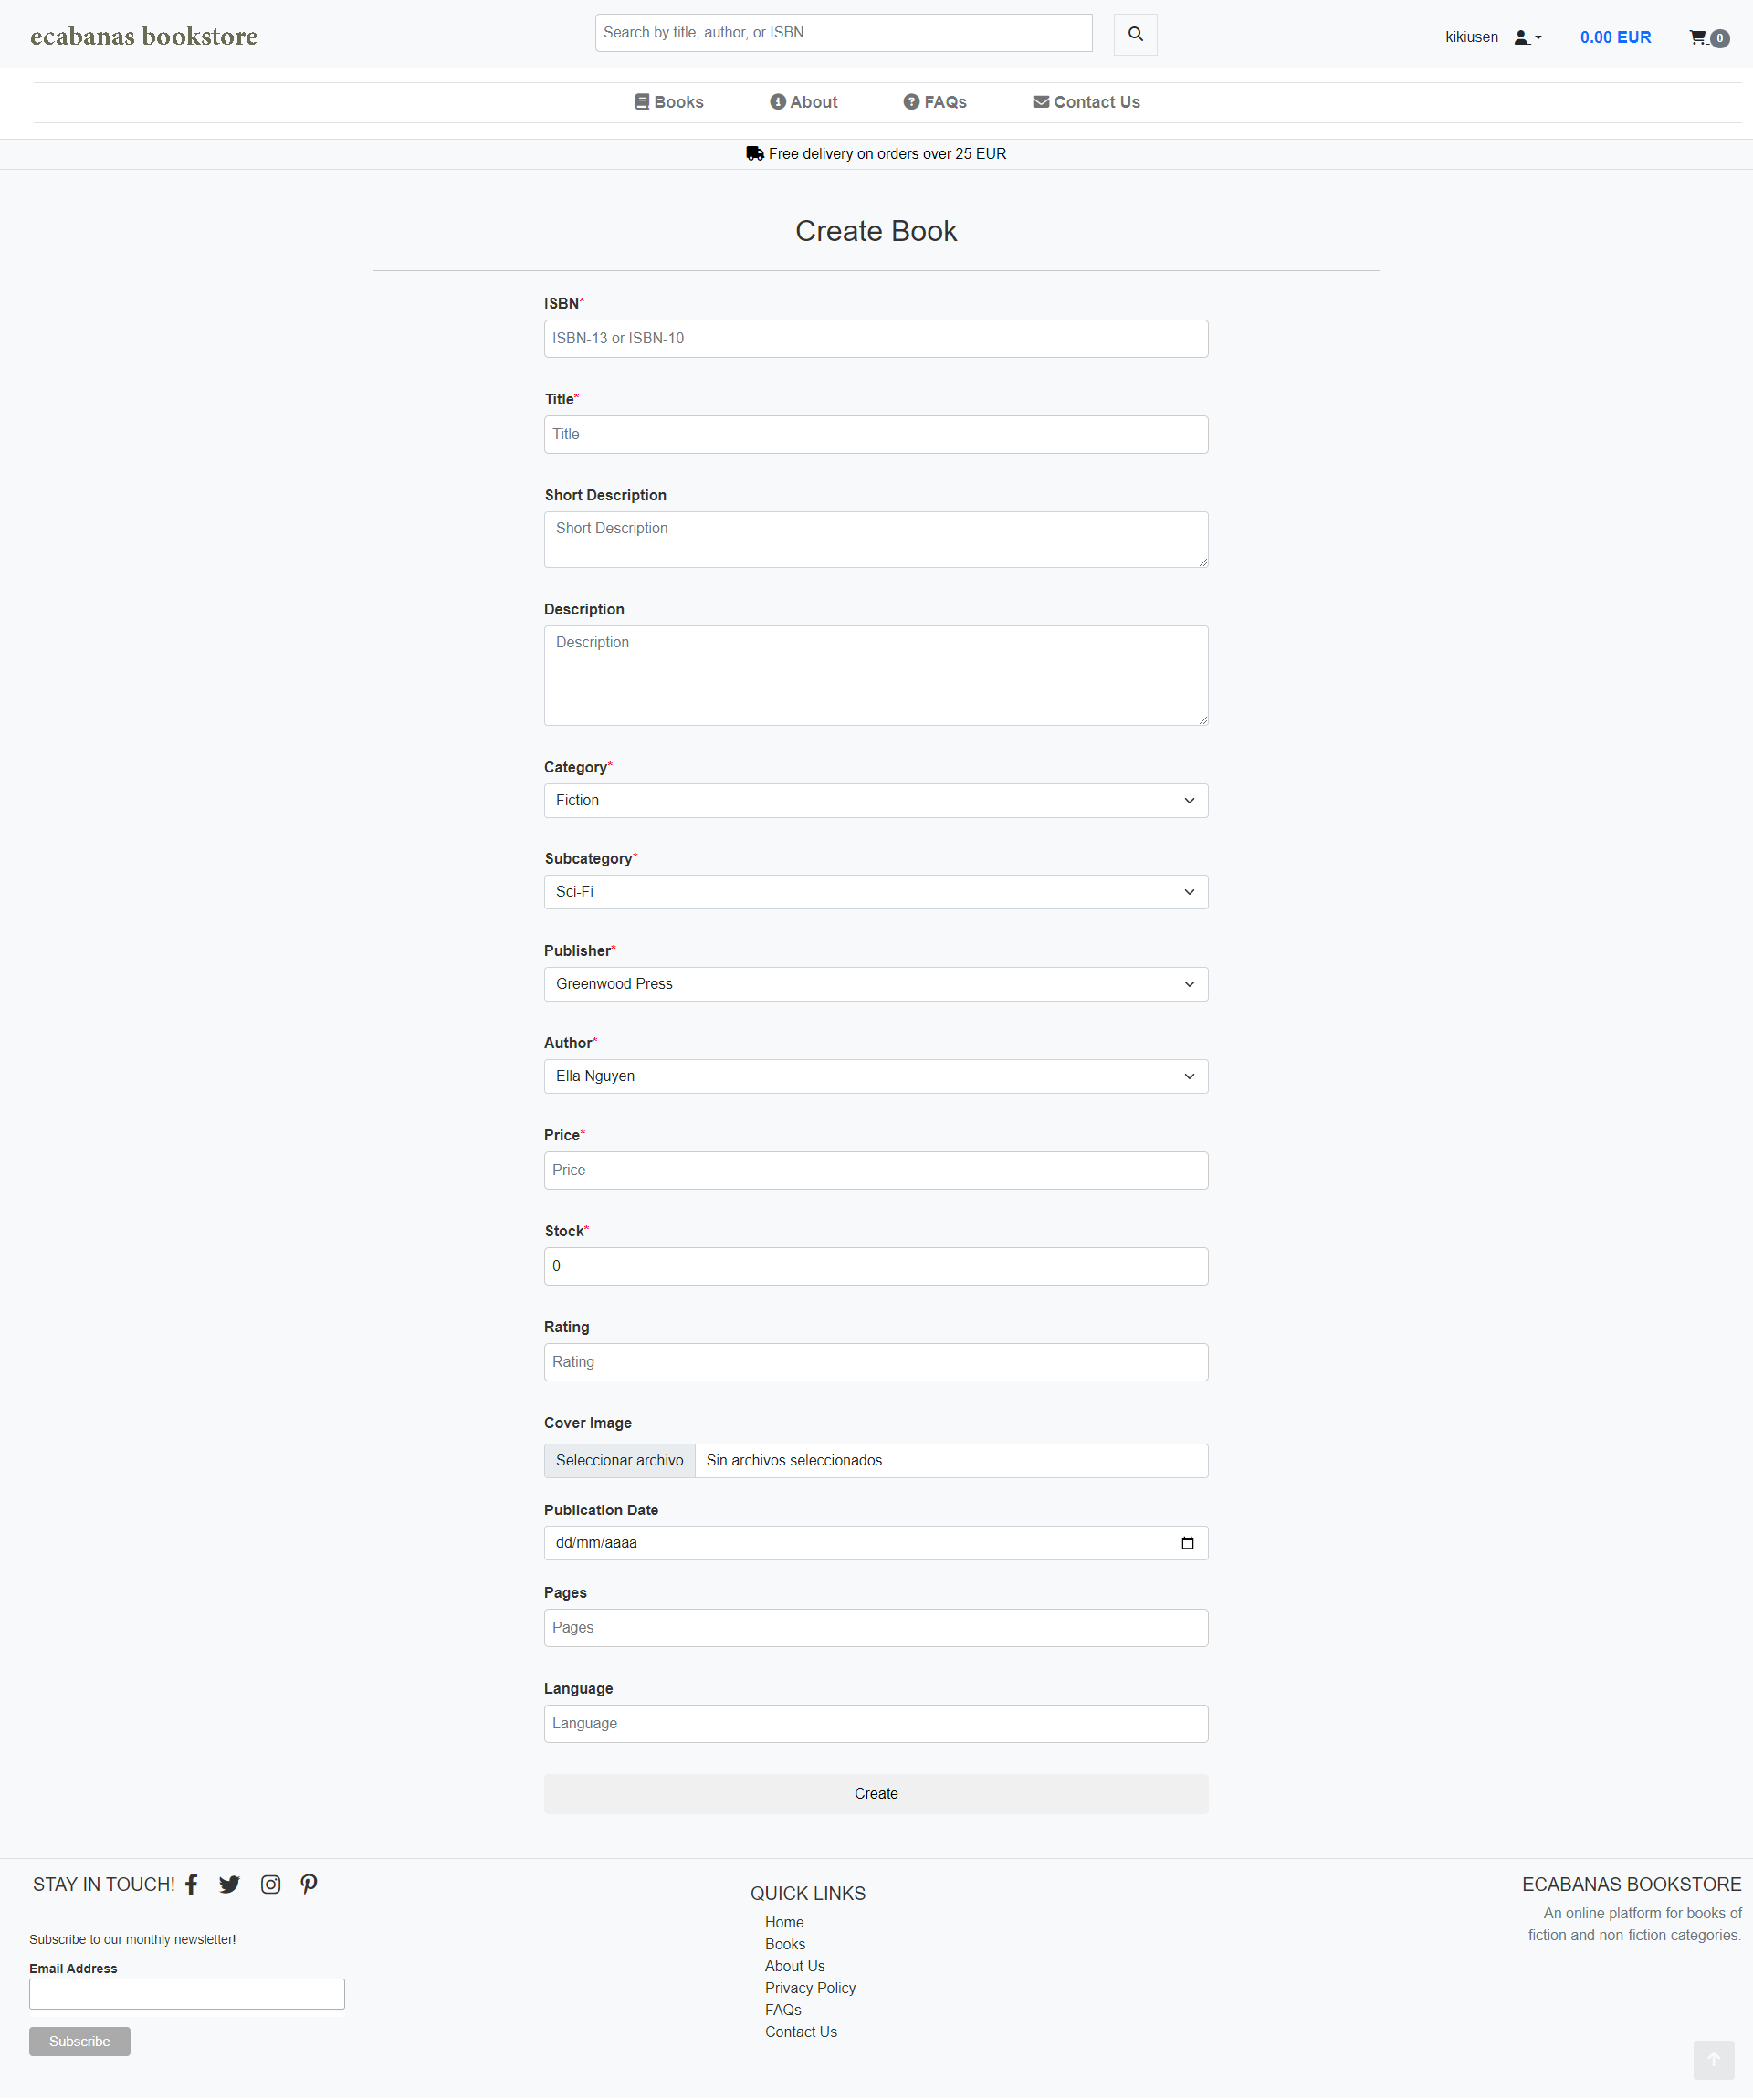 ecabanas bookstore
Search by title, author, or ISBN
kikiusen
0.00 EUR
0
Books
About
FAQs
Contact Us
Free delivery on orders over 25 EUR
Create Book
ISBN*
ISBN-13 or ISBN-10
Title*
Title
Short Description
Short Description
Description
Description
Category*
Fiction
Subcategory*
Sci-Fi
Publisher*
Greenwood Press
Author*
Ella Nguyen
Price*
Price
Stock*
0
Rating
Rating
Cover Image
Seleccionar archivo Sin archivos seleccionados
Publication Date
dd/mm/aaaa
Pages
Pages
Language
Language
Create
STAY IN TOUCH!
Subscribe to our monthly newsletter!
Email Address
Subscribe
QUICK LINKS
Home
Books
About Us
Privacy Policy
FAQs
Contact Us
ECABANAS BOOKSTORE
An online platform for books of
fiction and non-fiction categories.